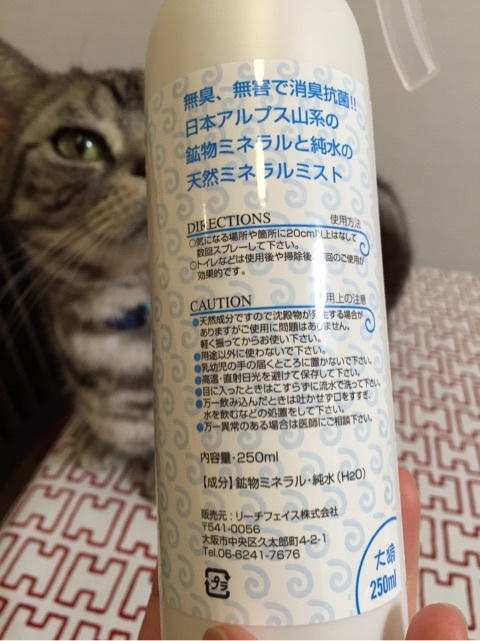 無臭、無害で消臭抗菌!!
日本アルプス山系の
鉱物ミネラルと純水の
天然ミネラルミスト
DIRECTIONS 使用方法
○気になる場所や箇所に20cm以上はなして
数回スプレーして下さい。
○トイレなどは使用後や掃除後、回のご使用が
効果的です。
CAUTION 用上の注意
●天然成分ですので沈殿物が発生する場合が
ありますがご使用に問題はありません。
軽く振ってからお使い下さい。
●用途以外に使わないで下さい。
●乳幼児の手の届くところに置かないで下さい。
●高温・直射日光を避けて保存して下さい。
●目に入ったときはこすらずに流水で洗って下さい。
●万一飲み込んだときは吐かせず口をすすぎ、
水を飲むなどの処置をして下さい。
●万一異常のある場合は医師にご相談下さい。
内容量・250ml
【成分】鉱物ミネラル・純水(H2O)
販売元:リーチフェイス株式会社
〒541-0056
大阪市中央区久太郎町4-2-1
Tel.06-6241-7676
プラ
250ml